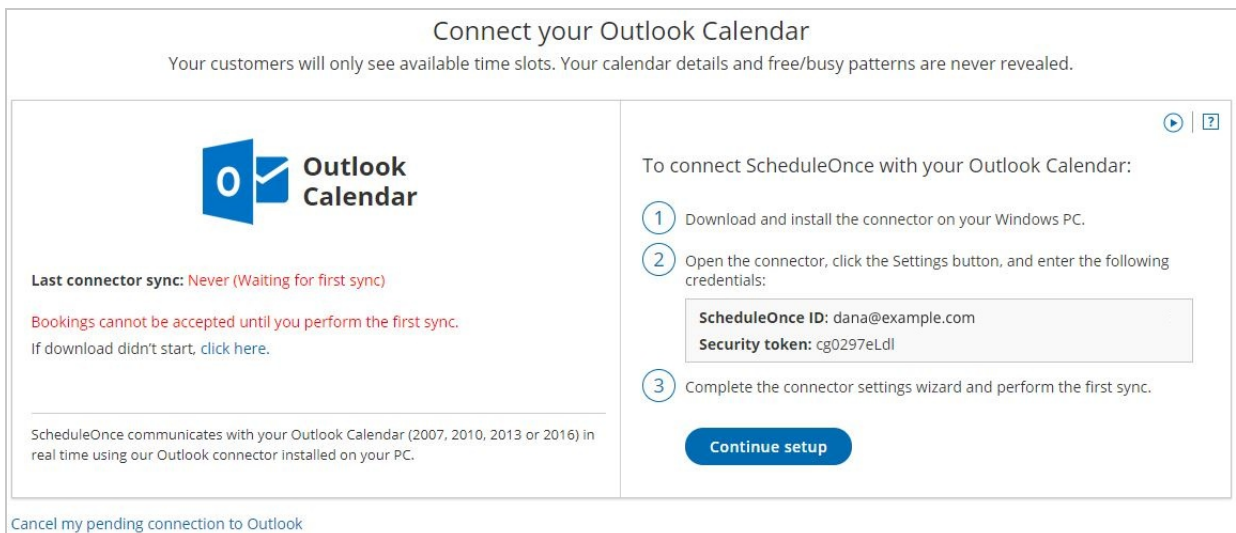 Connect your Outlook Calendar
Your customers will only see available time slots. Your calendar details and free/busy patterns are never revealed.
Outlook
Calendar
Last connector sync: Never (Waiting for first sync)
Bookings cannot be accepted until you perform the first sync.
If download didn't start, click here.
ScheduleOnce communicates with your Outlook Calendar (2007, 2010, 2013 or 2016) in
real time using our Outlook connector installed on your PC.
To connect ScheduleOnce with your Outlook Calendar:
1 Download and install the connector on your Windows PC.
2 Open the connector, click the Settings button, and enter the following
credentials:
ScheduleOnce ID: dana@example.com
Security token: cg0297eLdl
3 Complete the connector settings wizard and perform the first sync.
Continue setup
Cancel my pending connection to Outlook